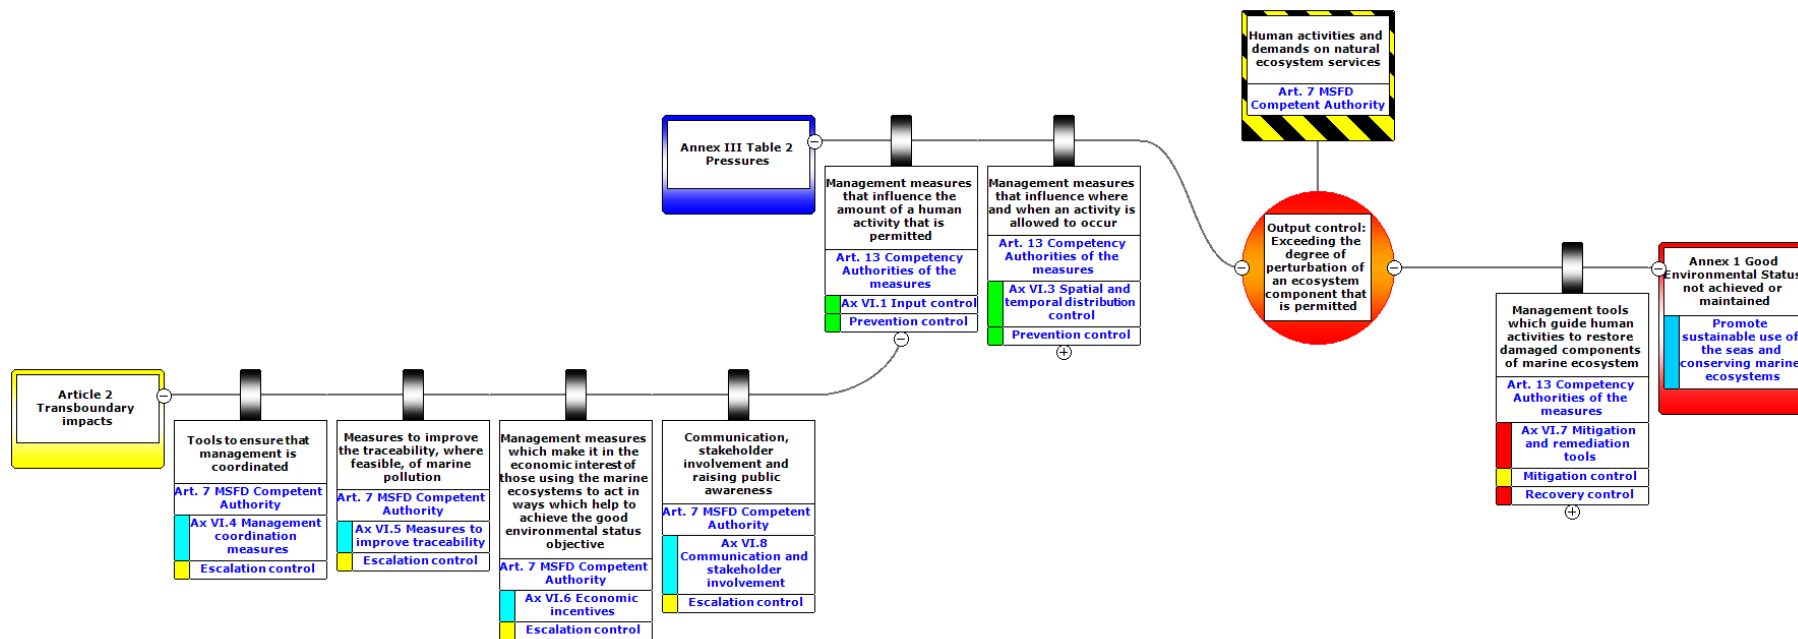 Human activities and
demands on natural
ecosystem services
Art. 7 MSFD
Competent Authority
Annex III Table 2
Pressures
Management measures
that influence the
amount of a human
activity that is
permitted
Art. 13 Competency
Authorities of the
measures
Ax VI.1 Input control
Prevention control
Management measures
that influence where
and when an activity is
allowed to occur
Art. 13 Competency
Authorities of the
measures
Ax VI.3 Spatial and
temporal distribution
control
Prevention control
Output control:
Exceeding the
degree of
perturbation of
an ecosystem
component that
is permitted
Management tools
which guide human
activities to restore
damaged components
of marine ecosystem
Art. 13 Competency
Authorities of the
measures
Ax VI.7 Mitigation
and remediation
tools
Mitigation control
Recovery control
Annex 1 Good
Environmental Status
not achieved or
maintained
Promote
sustainable use of
the seas and
conserving marine
ecosystems
Article 2
Transboundary
impacts
Tools to ensure that
management is
coordinated
Art. 7 MSFD Competent
Authority
Ax VI.4 Management
coordination
measures
Escalation control
Measures to improve
the traceability, where
feasible, of marine
pollution
Art. 7 MSFD Competent
Authority
Ax VI.5 Measures to
improve traceability
Escalation control
Management measures
which make it in the
economic interest of
those using the marine
ecosystems to act in
ways which help to
achieve the good
environmental status
objective
Art. 7 MSFD Competent
Authority
Ax VI.6 Economic
incentives
Escalation control
Communication,
stakeholder
involvement and
raising public
awareness
Art. 7 MSFD Competent
Authority
Ax VI.8
Communication and
stakeholder
involvement
Escalation control